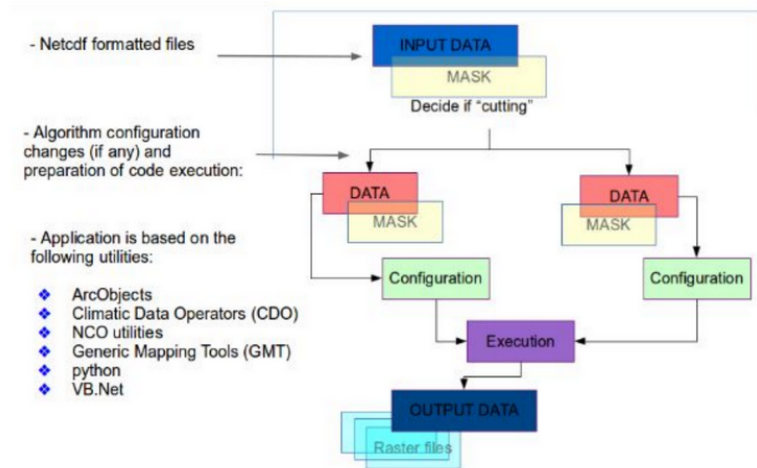 - Netcdf formatted files
INPUT DATA
MASK
Decide if "cutting"
- Algorithm configuration
changes (if any) and
preparation of code execution:
DATA
MASK
DATA
MASK
- Application is based on the
following utilities:
Configuration
Configuration
❖ ArcObjects
❖ Climatic Data Operators (CDO)
❖ NCO utilities
❖ Generic Mapping Tools (GMT)
❖ python
❖ VB.Net
Execution
OUTPUT DATA
Raster files